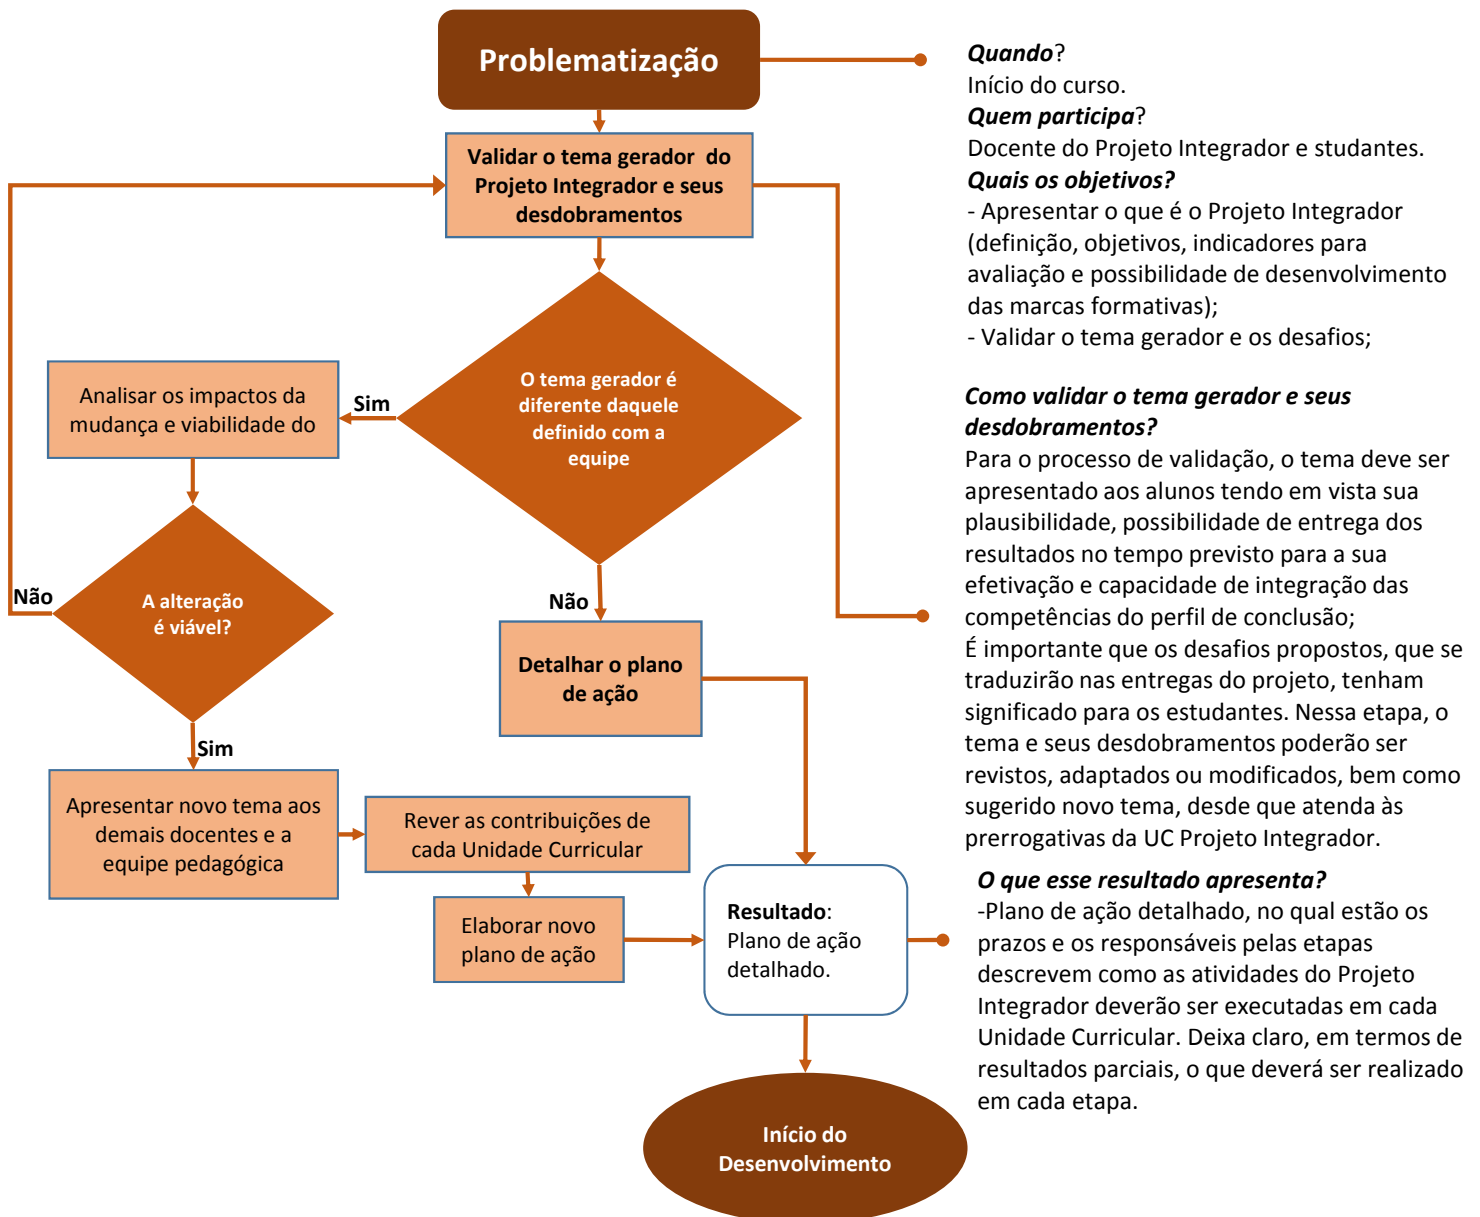 Problematização
Validar o tema gerador do
Projeto Integrador e seus
desdobramentos
O tema gerador é
diferente daquele
definido com a
equipe
Sim
Analisar os impactos da
mudança e viabilidade do
Não
A alteração
é viável?
Não
Detalhar o plano
de ação
Sim
Apresentar novo tema aos
demais docentes e a
equipe pedagógica
Rever as contribuições de
cada Unidade Curricular
Elaborar novo
plano de ação
Resultado:
Plano de ação
detalhado.
Início do
Desenvolvimento
Quando?
Início do curso.
Quem participa?
Docente do Projeto Integrador e studantes.
Quais os objetivos?
- Apresentar o que é o Projeto Integrador
(definição, objetivos, indicadores para
avaliação e possibilidade de desenvolvimento
das marcas formativas);
- Validar o tema gerador e os desafios;
Como validar o tema gerador e seus
desdobramentos?
Para o processo de validação, o tema deve ser
apresentado aos alunos tendo em vista sua
plausibilidade, possibilidade de entrega dos
resultados no tempo previsto para a sua
efetivação e capacidade de integração das
competências do perfil de conclusão;
É importante que os desafios propostos, que se
traduzirão nas entregas do projeto, tenham
significado para os estudantes. Nessa etapa, o
tema e seus desdobramentos poderão ser
revistos, adaptados ou modificados, bem como
sugerido novo tema, desde que atenda às
prerrogativas da UC Projeto Integrador.
O que esse resultado apresenta?
-Plano de ação detalhado, no qual estão os
prazos e os responsáveis pelas etapas
descrevem como as atividades do Projeto
Integrador deverão ser executadas em cada
Unidade Curricular. Deixa claro, em termos de
resultados parciais, o que deverá ser realizado
em cada etapa.